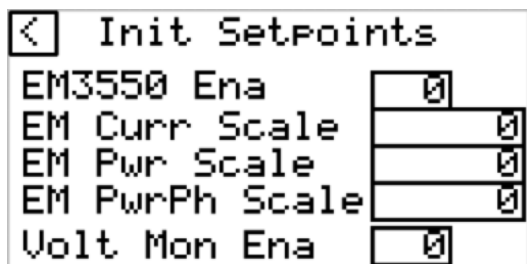 < Init Setpoints
EM3550 Ena 0
EM Curr Scale 0
EM Pwr Scale 0
EM PwrPh Scale 0
Volt Mon Ena 0